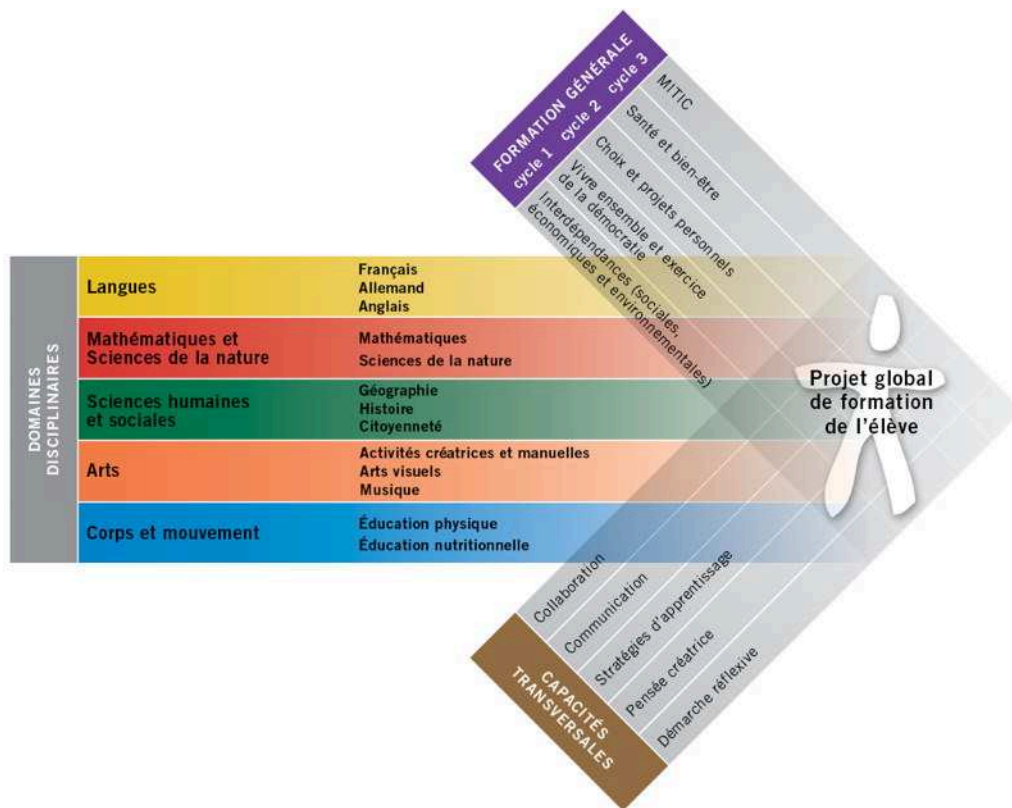 FORMATION GÉNÉRALE
cycle 1 cycle 2 cycle 3
MITIC
Santé et bien-être
Choix et projets personnels
Vivre ensemble et exercice
de la démocratie
Interdépendances (sociales,
économiques et environnementales)
DOMAINES
DISCIPLINAIRES
Langues
Français
Allemand
Anglais
Mathématiques et
Sciences de la nature
Mathématiques
Sciences de la nature
Sciences humaines
et sociales
Géographie
Histoire
Citoyenneté
Arts
Activités créatrices et manuelles
Arts visuels
Musique
Corps et mouvement
Éducation physique
Éducation nutritionnelle
Projet global
de formation
de l'élève
Collaboration
Communication
Stratégies d'apprentissage
Pensée créatrice
Démarche réflexive
CAPACITÉS
TRANSVERSALES